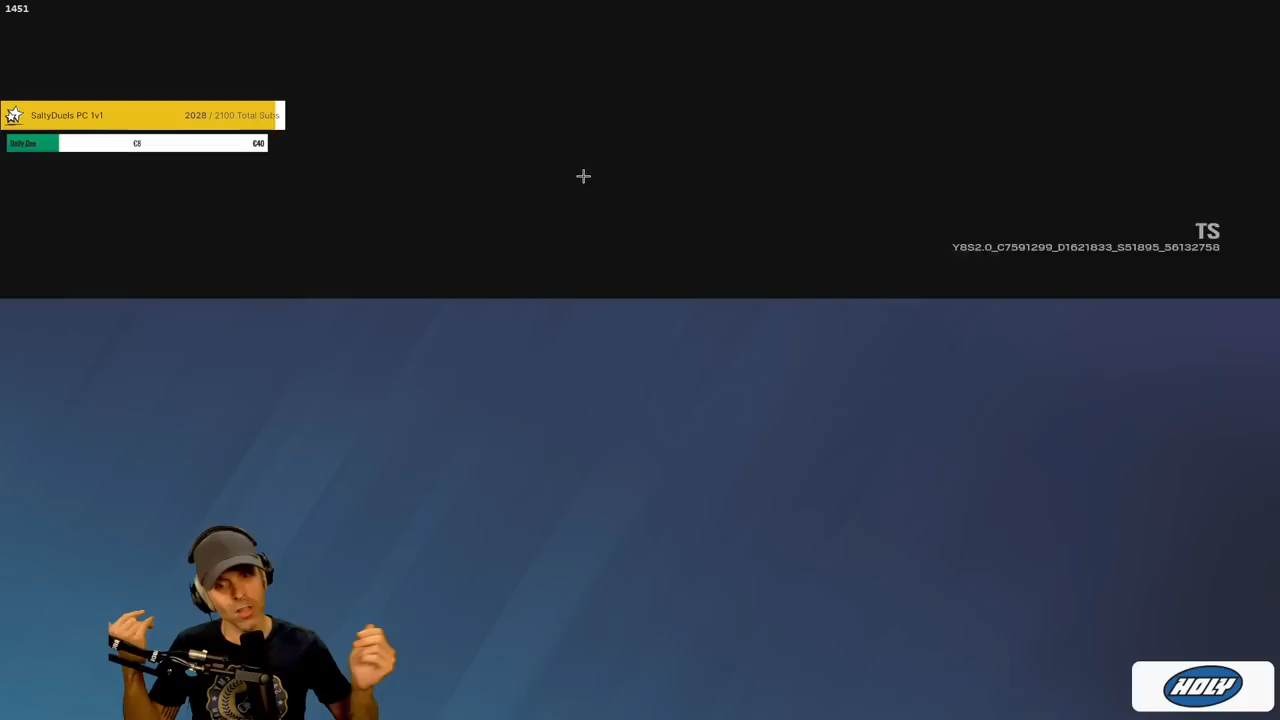 1451
SaltyDuels PC 1v1 2028 / 2100 Total Subs
€8 €40
TS
Y8S2.0_C7591299_D1621833_S51895_56132758
HOLY